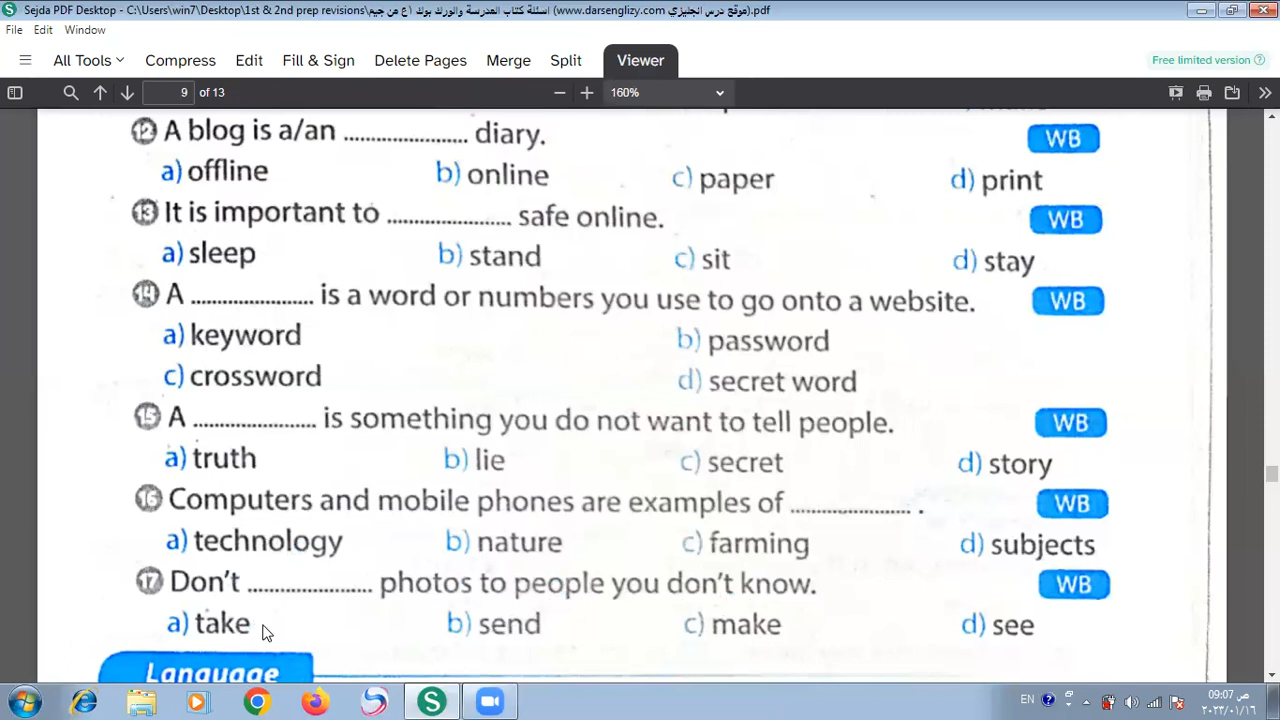 Sejda PDF Desktop - C:\Users\win7\Desktop\1st & 2nd prep revisions\اسئلة كتاب المدرسة والورك بوك ٤ع من جيم (www.darsenglizy.com موقع درس انجليزي).pdf
File Edit Window
All Tools Compress Edit Fill & Sign Delete Pages Merge Split Viewer Free limited version
9 of 13 160%
12 A blog is a/an ........................ diary. WB
a) offline b) online c) paper d) print
13 It is important to ........................ safe online. WB
a) sleep b) stand c) sit d) stay
14 A ........................ is a word or numbers you use to go onto a website. WB
a) keyword b) password
c) crossword d) secret word
15 A ........................ is something you do not want to tell people. WB
a) truth b) lie c) secret d) story
16 Computers and mobile phones are examples of ........................ . WB
a) technology b) nature c) farming d) subjects
17 Don't ........................ photos to people you don't know. WB
a) take b) send c) make d) see
Language
EN 09:07 ص
٢٠٢٣/٠١/١٦